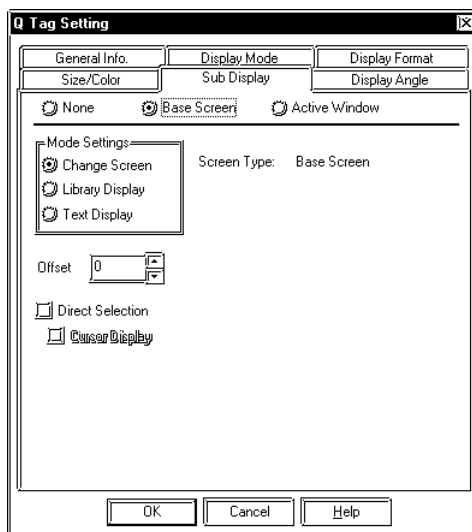 Q Tag Setting
General Info. Display Mode Display Format
Size/Color Sub Display Display Angle
None Base Screen Active Window
Mode Settings
Change Screen Screen Type: Base Screen
Library Display
Text Display
Offset 0
Direct Selection
Cursor Display
OK Cancel Help